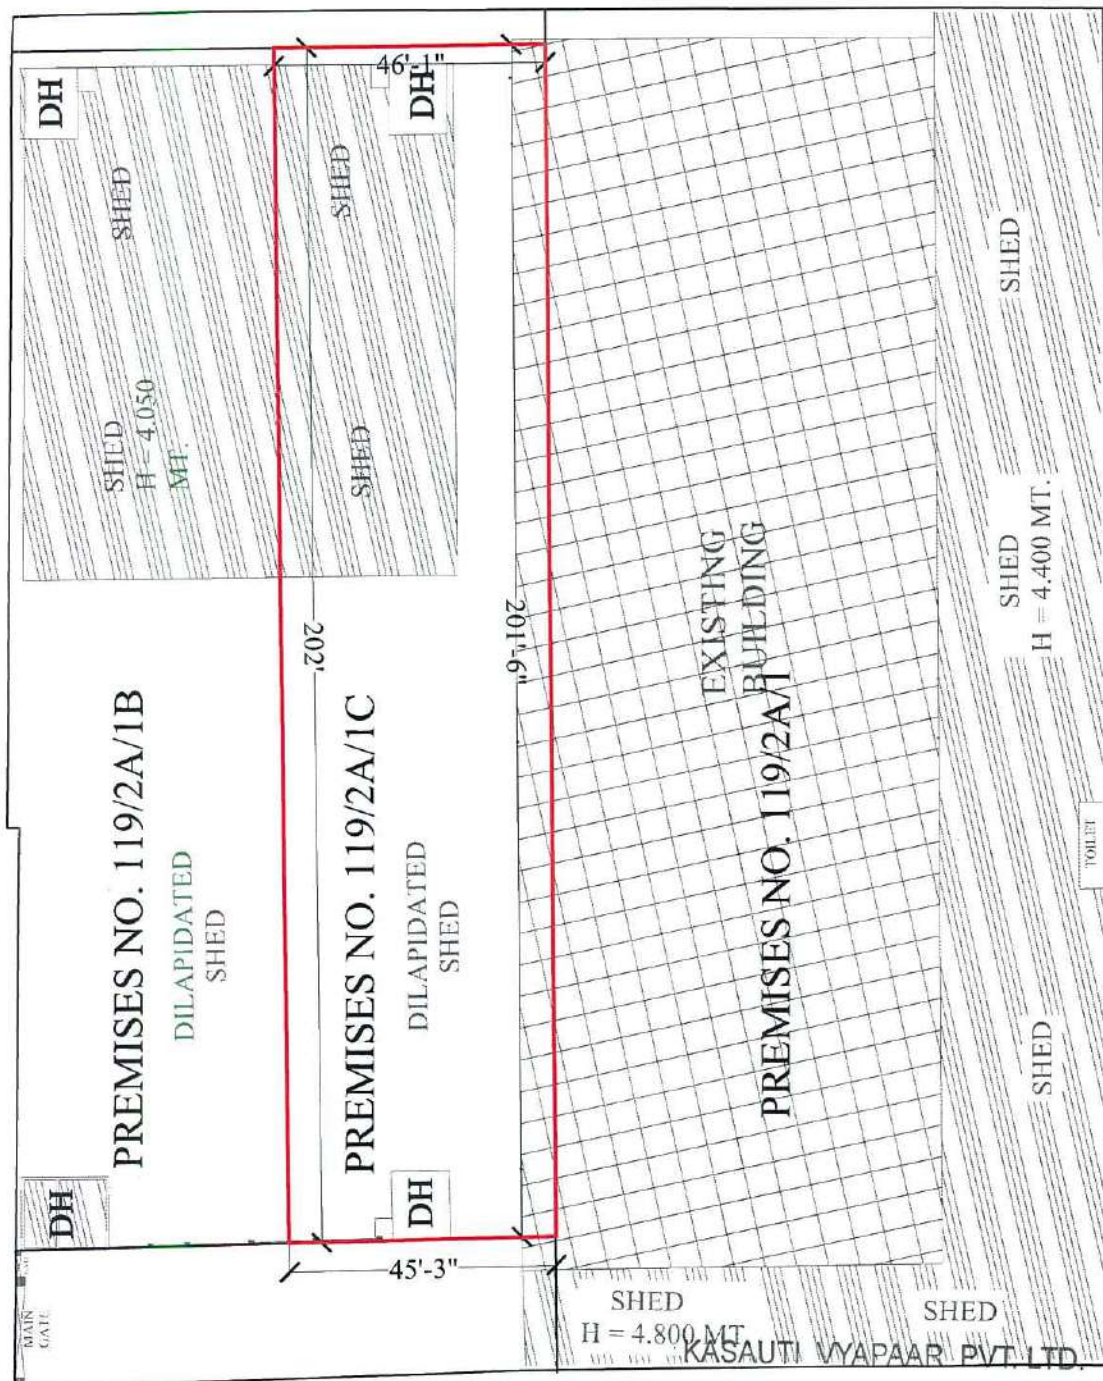 46'-1"
DH
DH
SHED
SHED
SHED
SHED
H = 4.050
MT.
SHED
SHED
SHED
H = 4.400 MT.
EXISTING
BUILDING
202'
201'-6"
PREMISES NO. 119/2A/1B
PREMISES NO. 119/2A/1C
PREMISES NO. 119/2A/1
DILAPIDATED
SHED
DILAPIDATED
SHED
TOILET
SHED
DH
DH
45'-3"
MAIN
GATE
SHED
H = 4.800 MT.
SHED
KASAUTI VYAPAAR PVT. LTD.